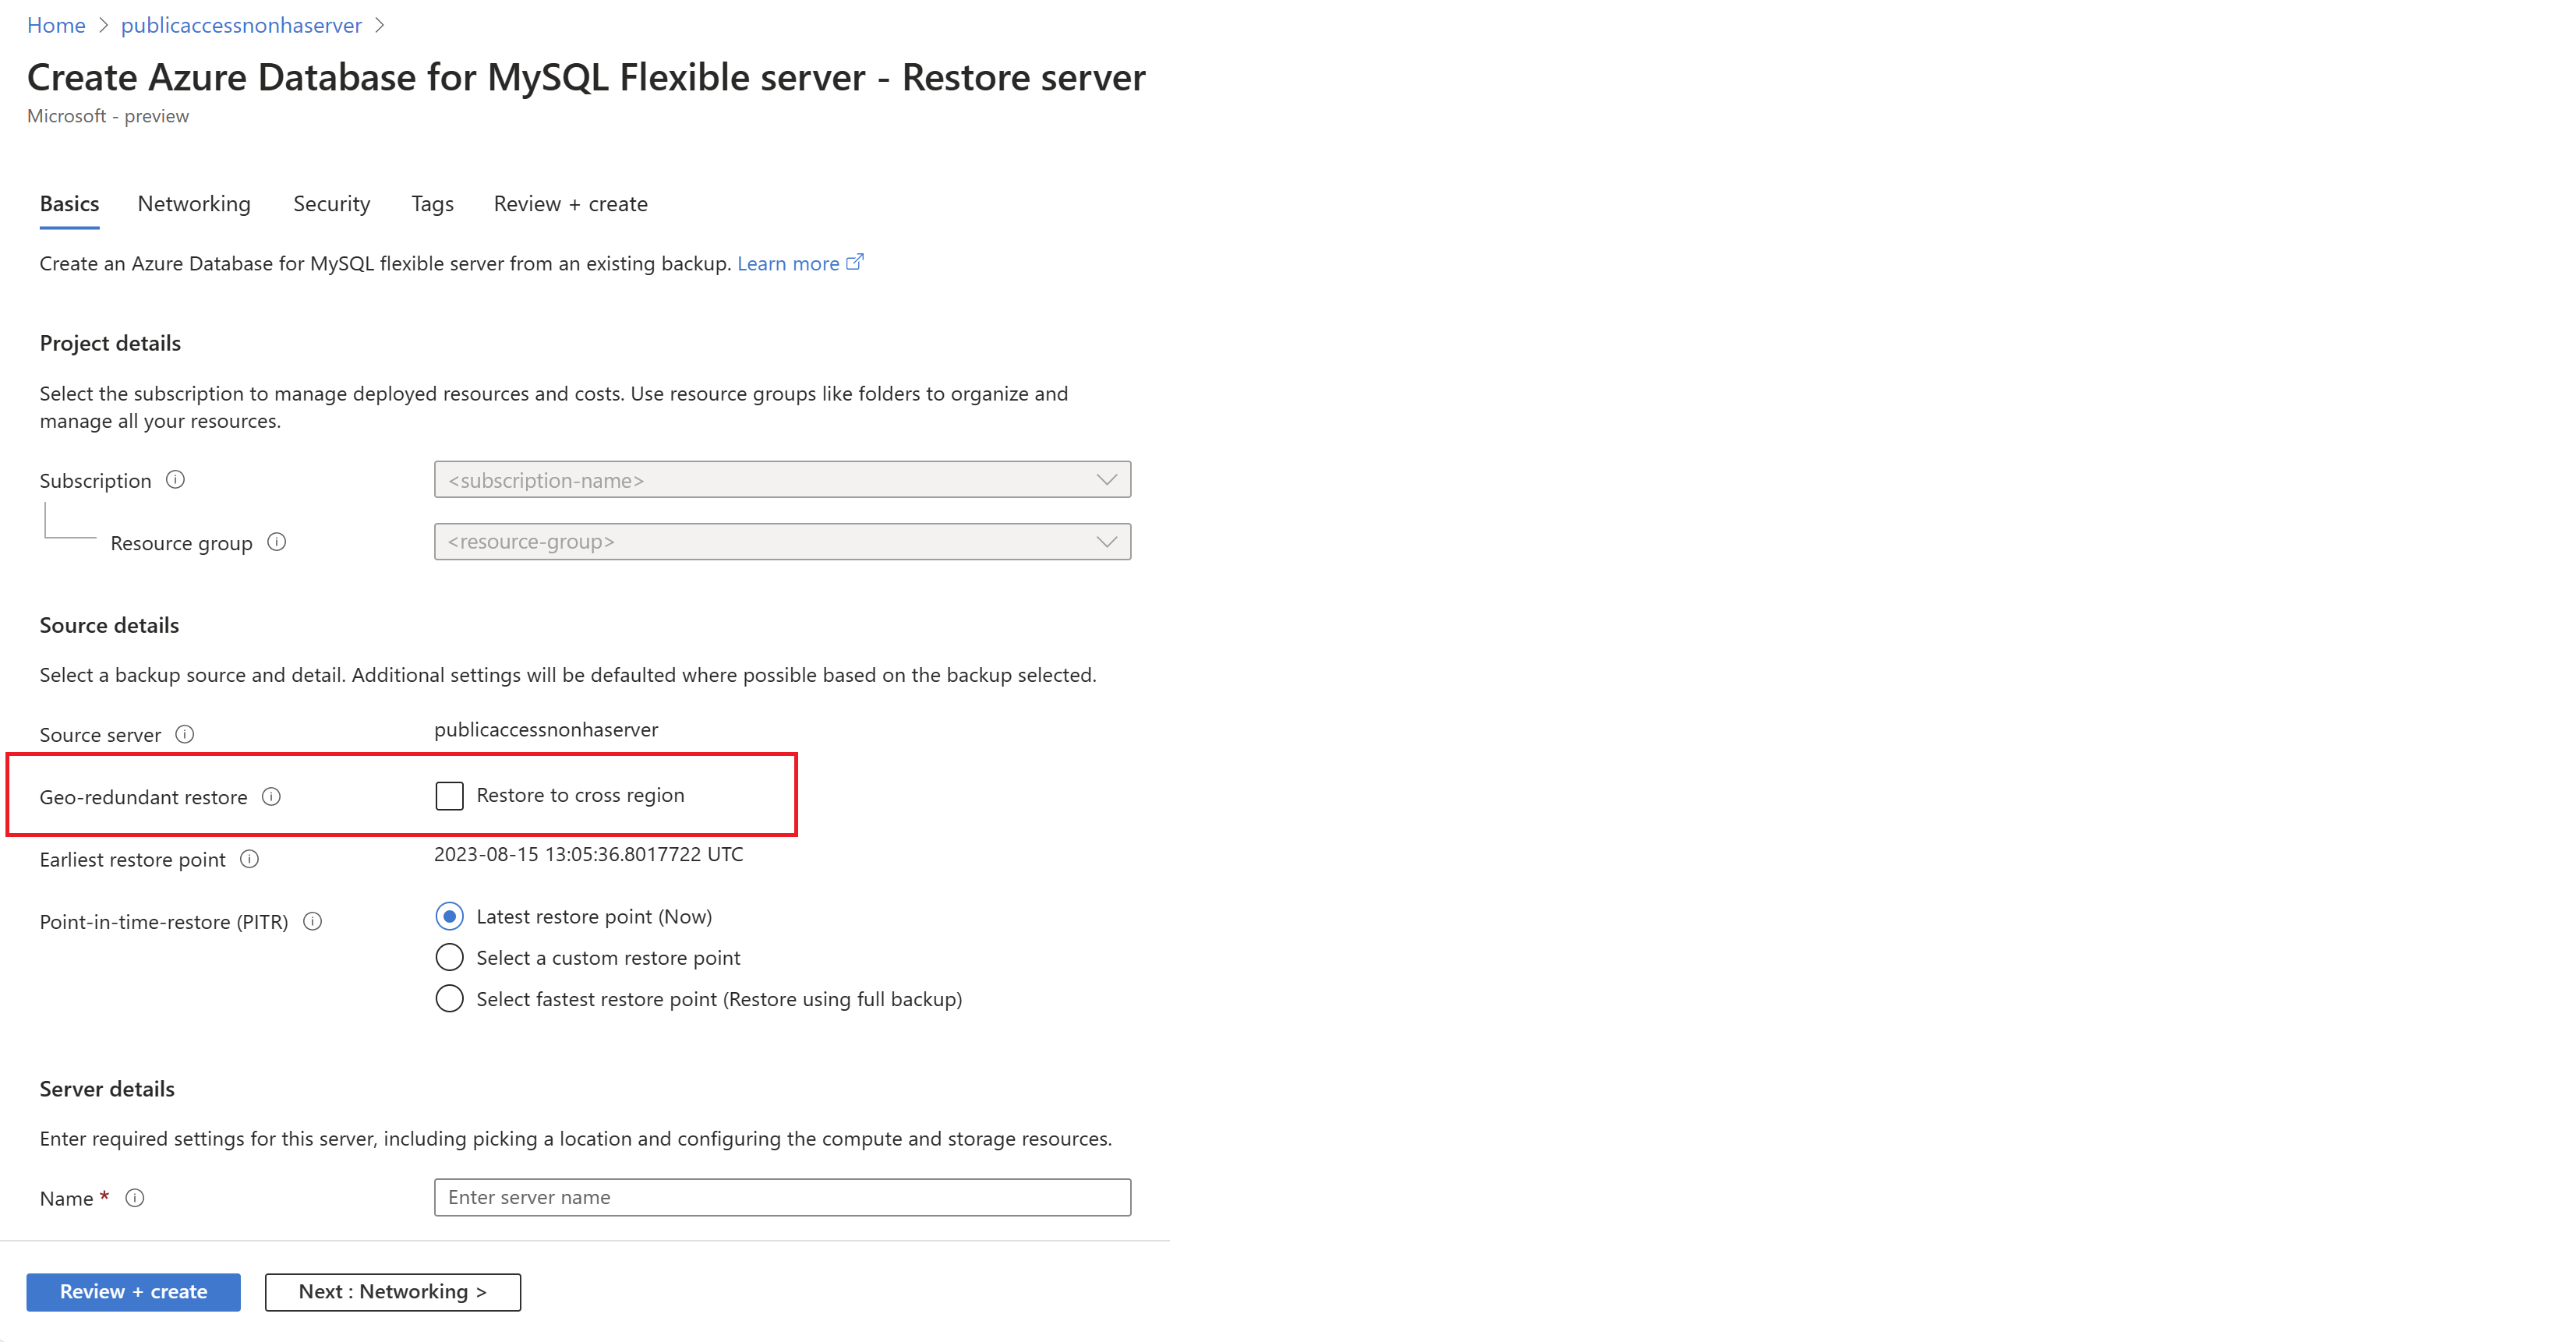 Home > publicaccessnonhaserver >
Create Azure Database for MySQL Flexible server - Restore server
Microsoft - preview
Basics Networking Security Tags Review + create
Create an Azure Database for MySQL flexible server from an existing backup. Learn more
Project details
Select the subscription to manage deployed resources and costs. Use resource groups like folders to organize and
manage all your resources.
Subscription <subscription-name>
Resource group <resource-group>
Source details
Select a backup source and detail. Additional settings will be defaulted where possible based on the backup selected.
Source server publicaccessnonhaserver
Geo-redundant restore Restore to cross region
Earliest restore point 2023-08-15 13:05:36.8017722 UTC
Point-in-time-restore (PITR) Latest restore point (Now)
Select a custom restore point
Select fastest restore point (Restore using full backup)
Server details
Enter required settings for this server, including picking a location and configuring the compute and storage resources.
Name * Enter server name
Review + create Next : Networking >